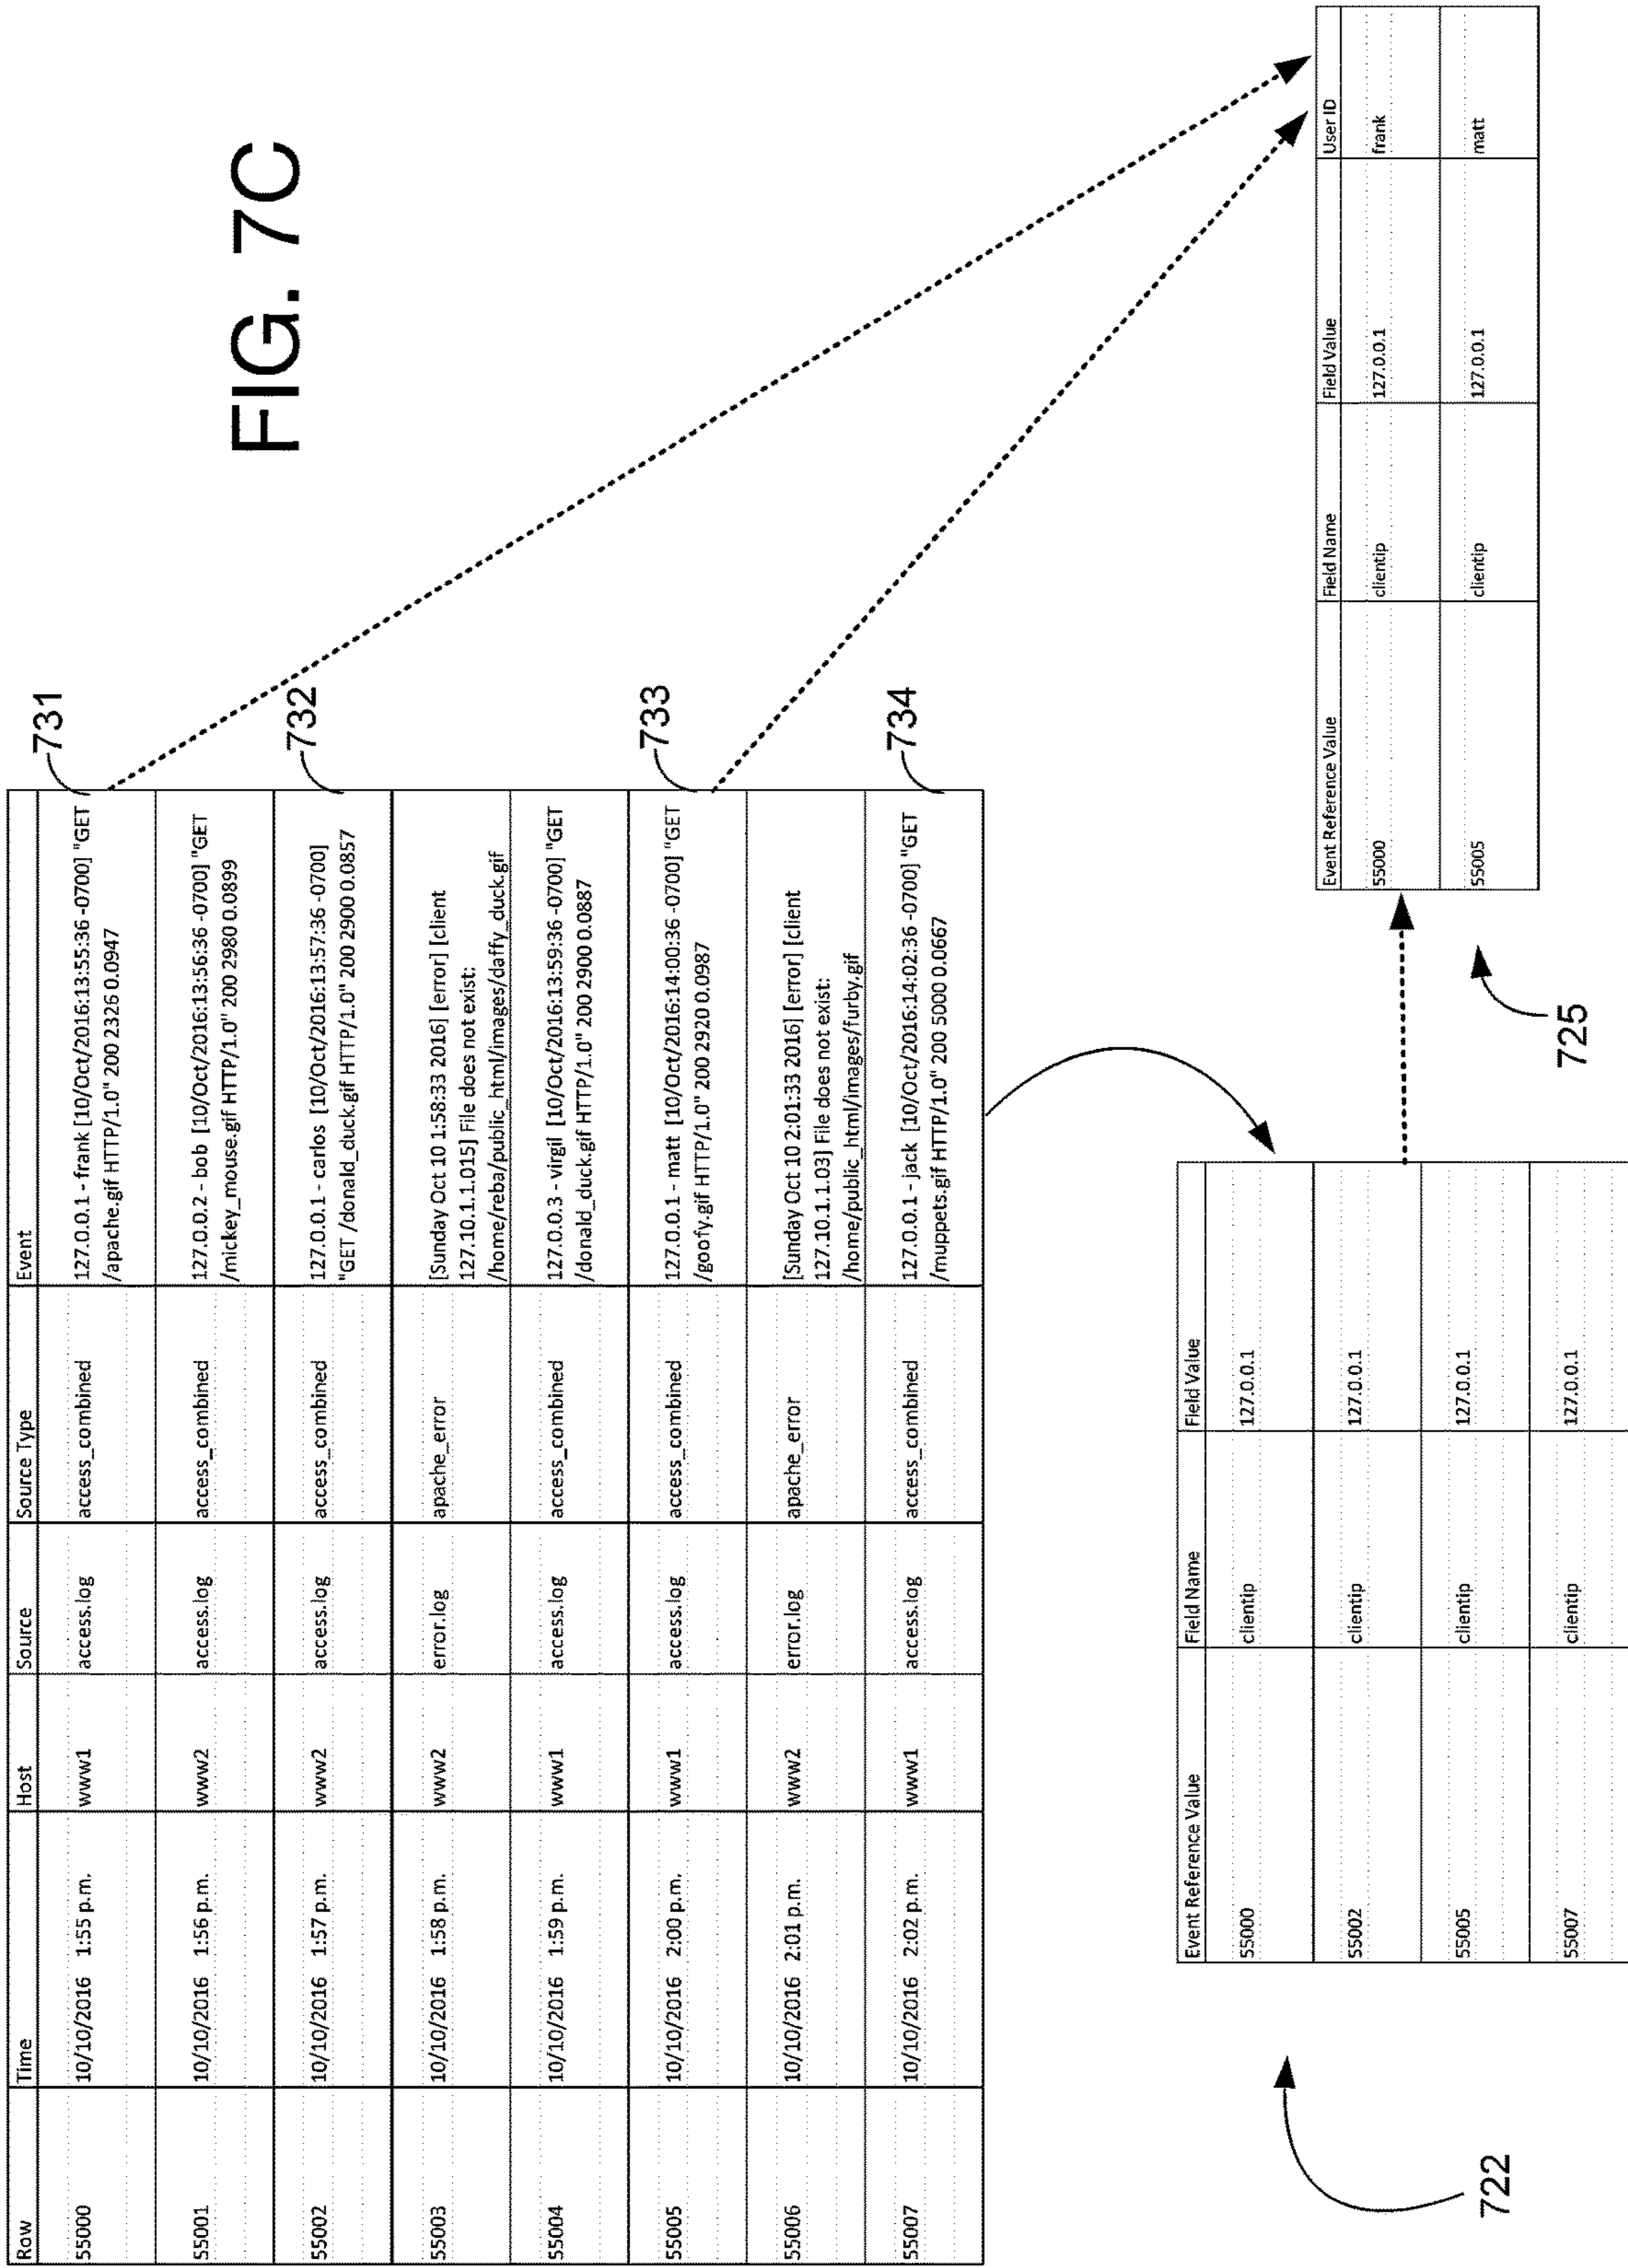 FIG. 7C
Row Time Host Source Source Type Event
55000 10/10/2016 1:55 p.m. www1 access.log access_combined 127.0.0.1 - frank [10/Oct/2016:13:55:36 -0700] "GET
/apache.gif HTTP/1.0" 200 2326 0.0947
731
55001 10/10/2016 1:56 p.m. www2 access.log access_combined 127.0.0.2 - bob [10/Oct/2016:13:56:36 -0700] "GET
/mickey_mouse.gif HTTP/1.0" 200 2980 0.0899
55002 10/10/2016 1:57 p.m. www2 access.log access_combined 127.0.0.1 - carlos [10/Oct/2016:13:57:36 -0700]
"GET /donald_duck.gif HTTP/1.0" 200 2900 0.0857
732
55003 10/10/2016 1:58 p.m. www2 error.log apache_error [Sunday Oct 10 1:58:33 2016] [error] [client
127.10.1.1.015] File does not exist:
/home/reba/public_html/images/daffy_duck.gif
55004 10/10/2016 1:59 p.m. www1 access.log access_combined 127.0.0.3 - virgil [10/Oct/2016:13:59:36 -0700] "GET
/donald_duck.gif HTTP/1.0" 200 2900 0.0887
55005 10/10/2016 2:00 p.m. www1 access.log access_combined 127.0.0.1 - matt [10/Oct/2016:14:00:36 -0700] "GET
/goofy.gif HTTP/1.0" 200 2920 0.0987
733
55006 10/10/2016 2:01 p.m. www2 error.log apache_error [Sunday Oct 10 2:01:33 2016] [error] [client
127.10.1.1.03] File does not exist:
/home/public_html/images/furby.gif
55007 10/10/2016 2:02 p.m. www1 access.log access_combined 127.0.0.1 - jack [10/Oct/2016:14:02:36 -0700] "GET
/muppets.gif HTTP/1.0" 200 5000 0.0667
734
722
Event Reference Value Field Name Field Value
55000 clientip 127.0.0.1
55002 clientip 127.0.0.1
55005 clientip 127.0.0.1
55007 clientip 127.0.0.1
725
Event Reference Value Field Name Field Value User ID
55000 clientip 127.0.0.1 frank
55005 clientip 127.0.0.1 matt